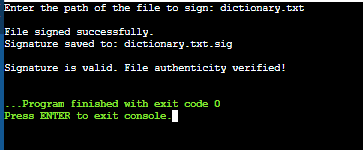 Enter the path of the file to sign: dictionary.txt
File signed successfully.
Signature saved to: dictionary.txt.sig
Signature is valid. File authenticity verified!
...Program finished with exit code 0
Press ENTER to exit console.